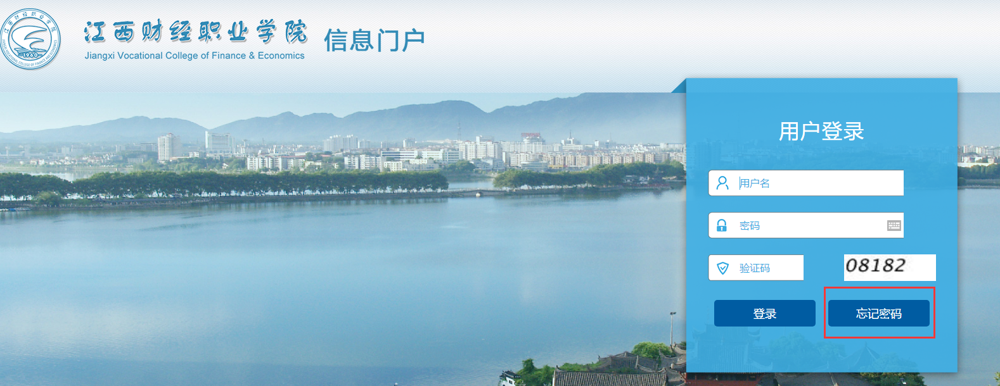 江西财经职业学院
信息门户
Jiangxi Vocational College of Finance & Economics
1960
用户登录
用户名
密码
验证码
08182
登录
忘记密码